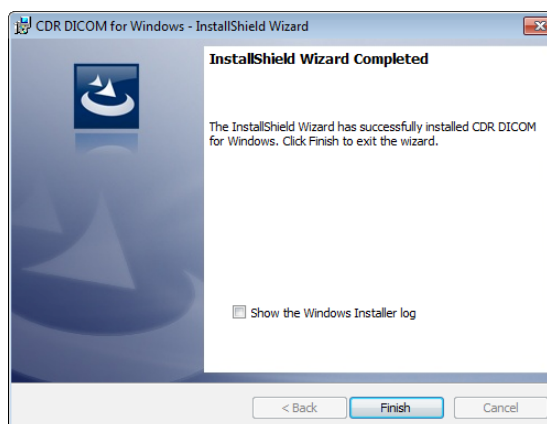 CDR DICOM for Windows - InstallShield Wizard
InstallShield Wizard Completed
The InstallShield Wizard has successfully installed CDR DICOM
for Windows. Click Finish to exit the wizard.
Show the Windows Installer log
< Back
Finish
Cancel